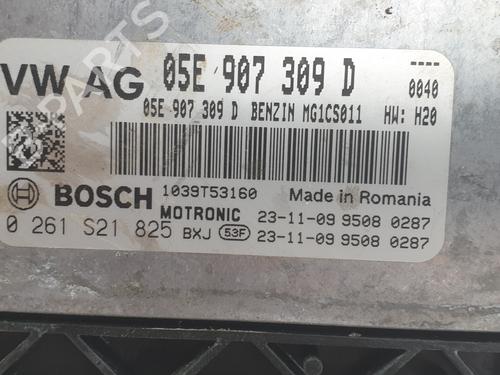 VW AG 05E 907 309 D 0040
05E 907 309 D BENZIN MG1CS011 HW: H20
BOSCH 1039T53160 Made in Romania
MOTRONIC 23-11-09 9508 0287
0 261 S21 825 BXJ 53F 23-11-09 9508 0287